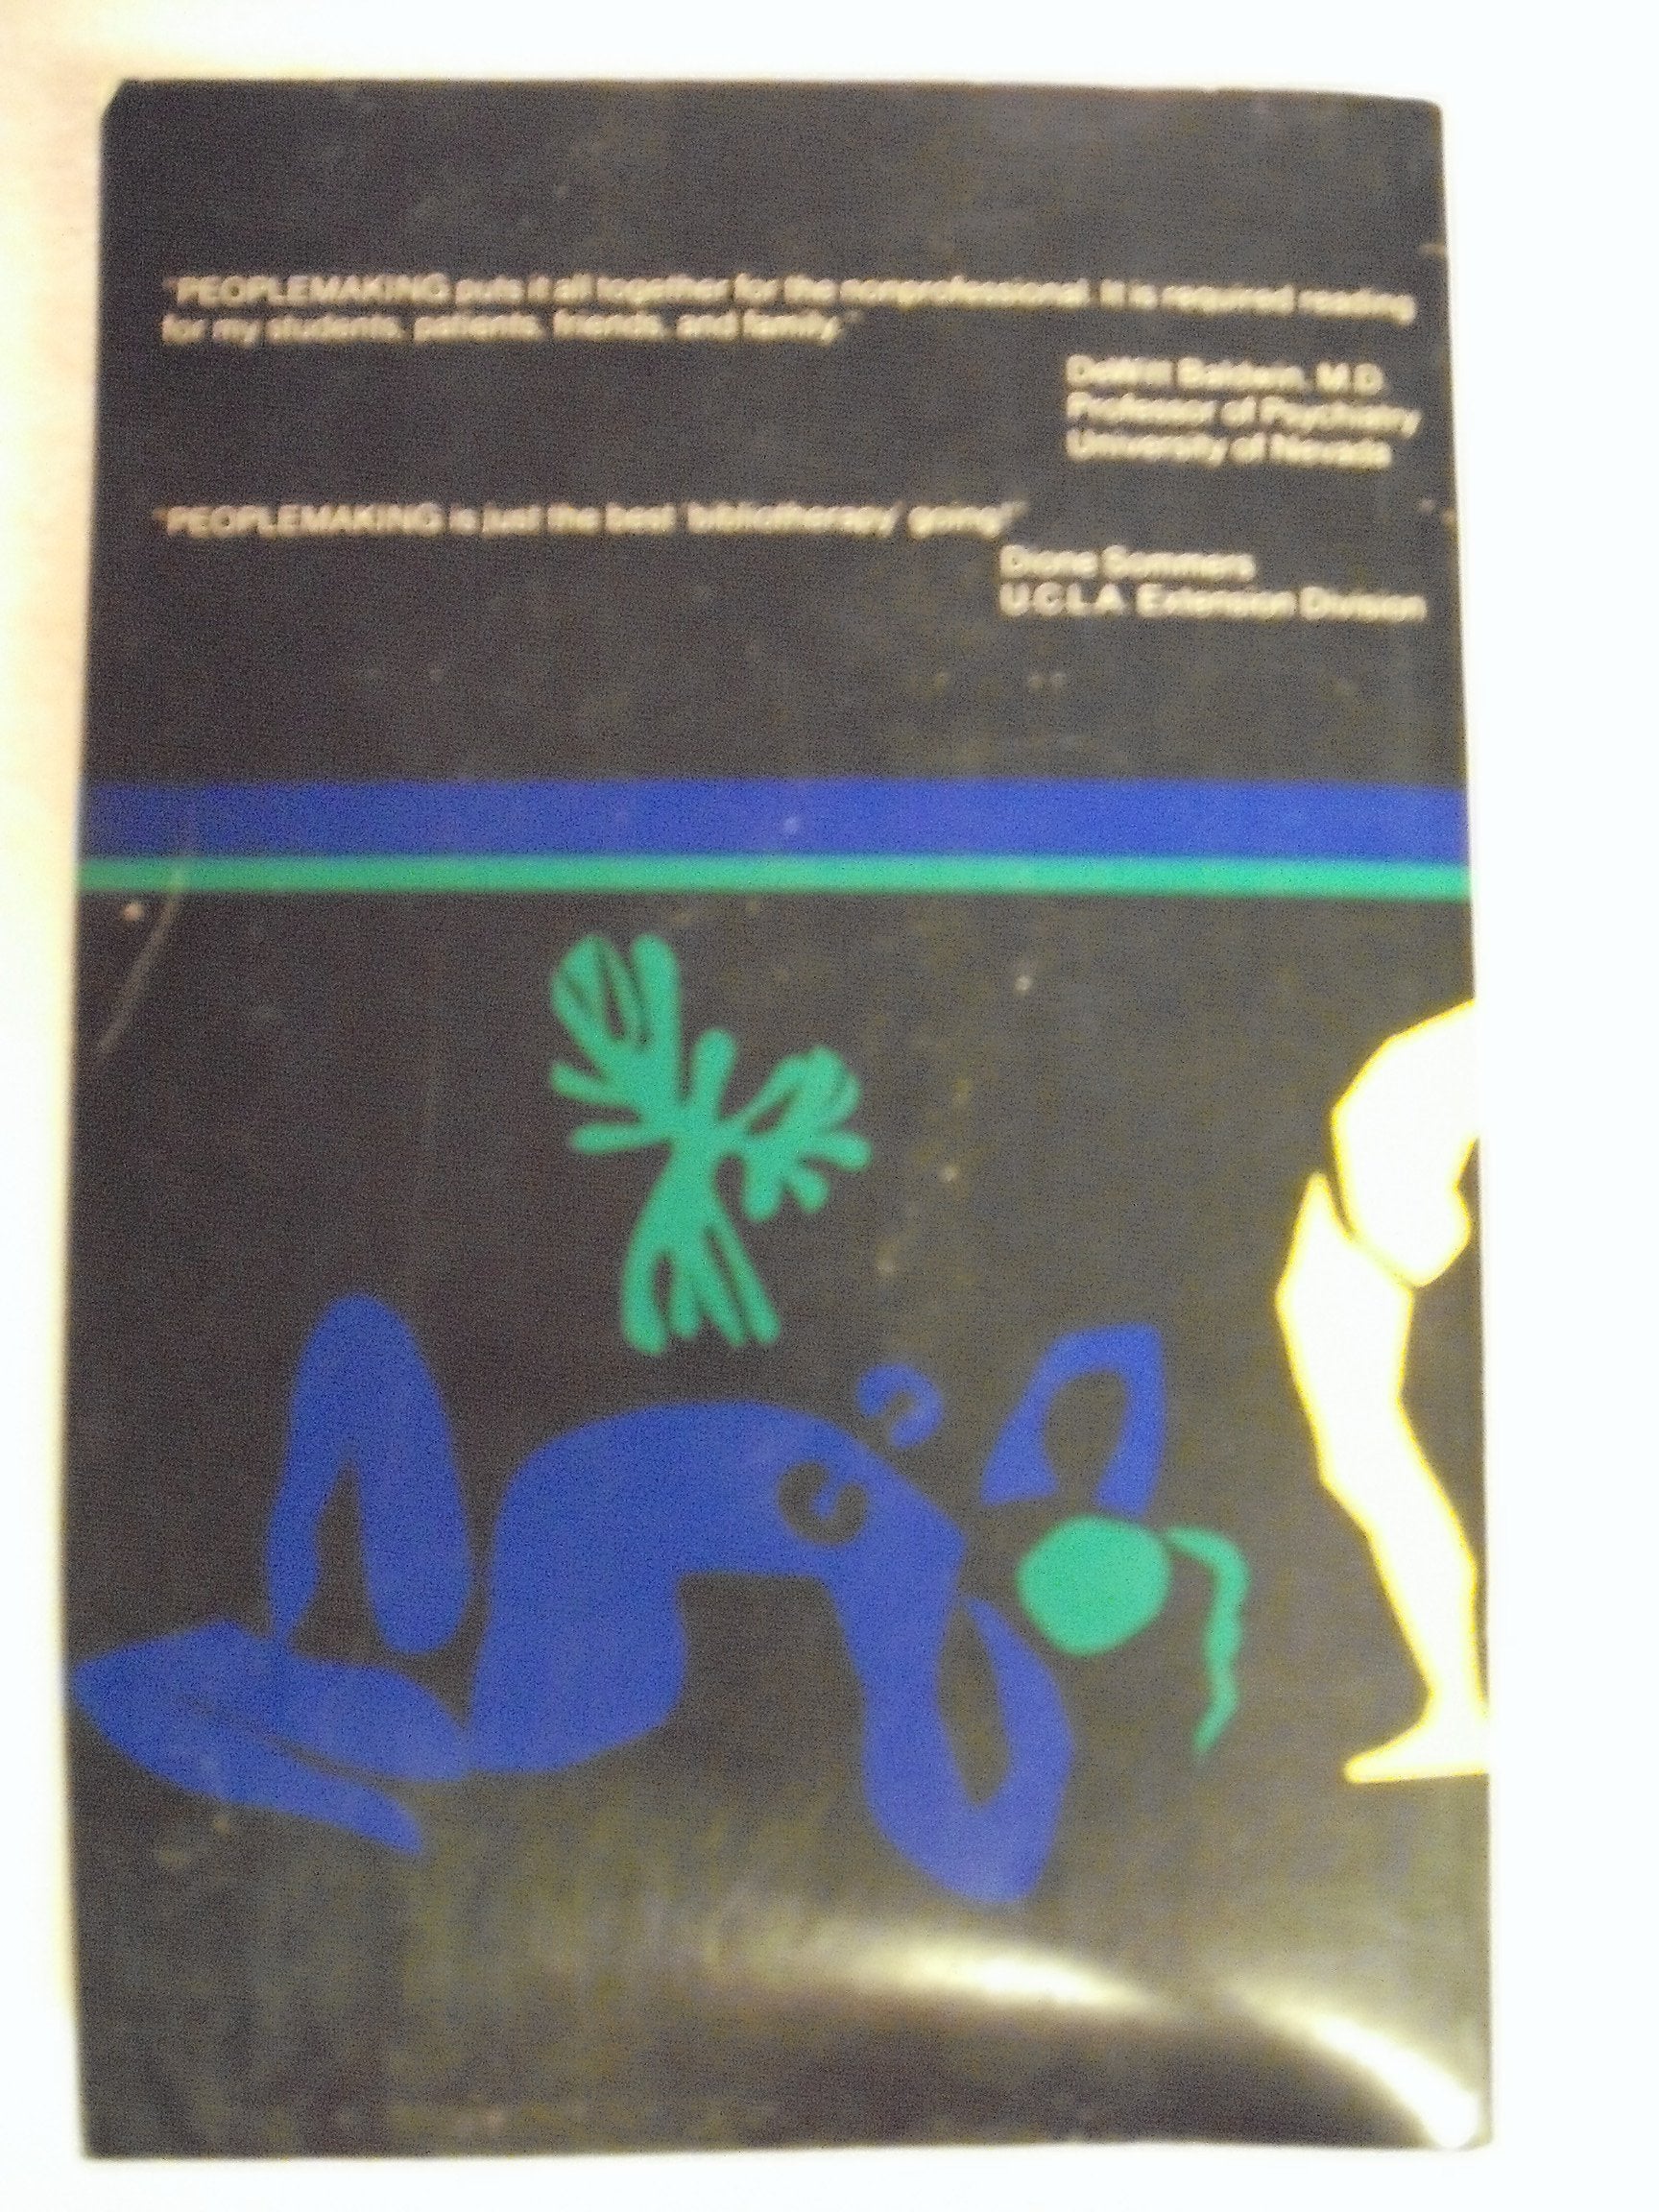 "PEOPLEMAKING puts it all together for the nonprofessional. It is required reading
for my students, patients, friends, and family."
DeWitt Baldwin, M.D.
Professor of Psychiatry
University of Nevada
"PEOPLEMAKING is just the best 'bibliotherapy' going!"
Dione Sommers
U.C.L.A. Extension Division